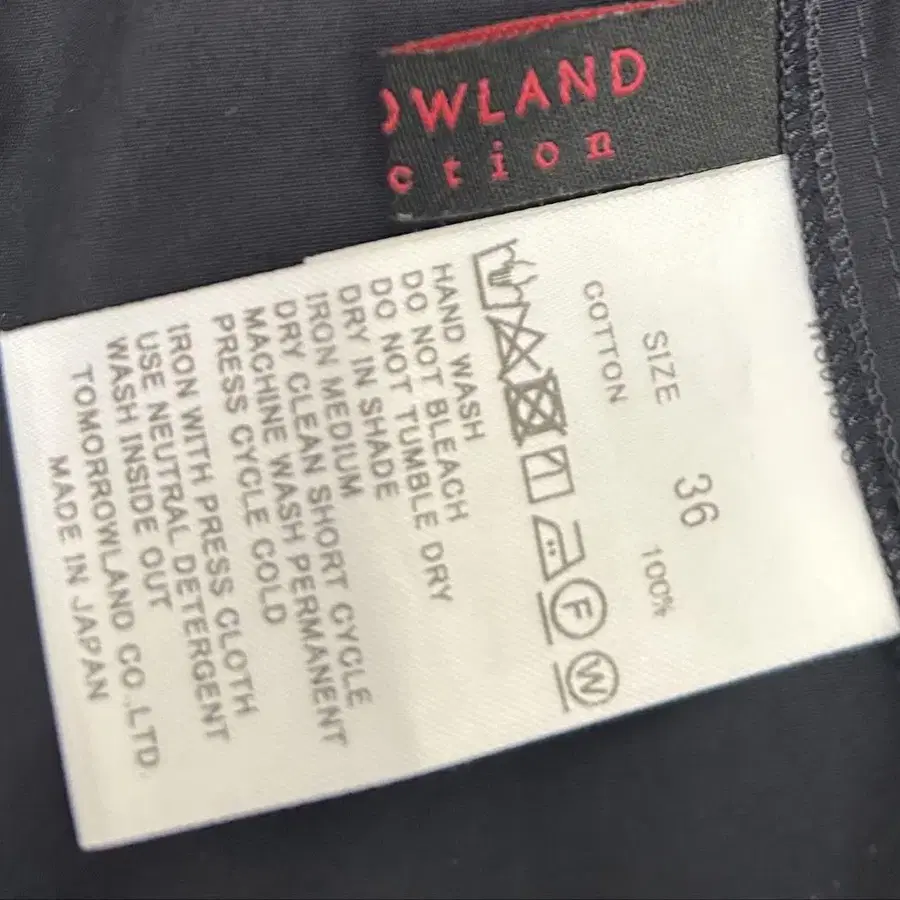 OWLAND
ction
SIZE 36
COTTON 100%
F W
HAND WASH
DO NOT BLEACH
DO NOT TUMBLE DRY
DRY IN SHADE
IRON MEDIUM
DRY CLEAN SHORT CYCLE
MACHINE WASH PERMANENT
PRESS CYCLE COLD
IRON WITH PRESS CLOTH
USE NEUTRAL DETERGENT
WASH INSIDE OUT
TOMORROWLAND CO.,LTD.
MADE IN JAPAN